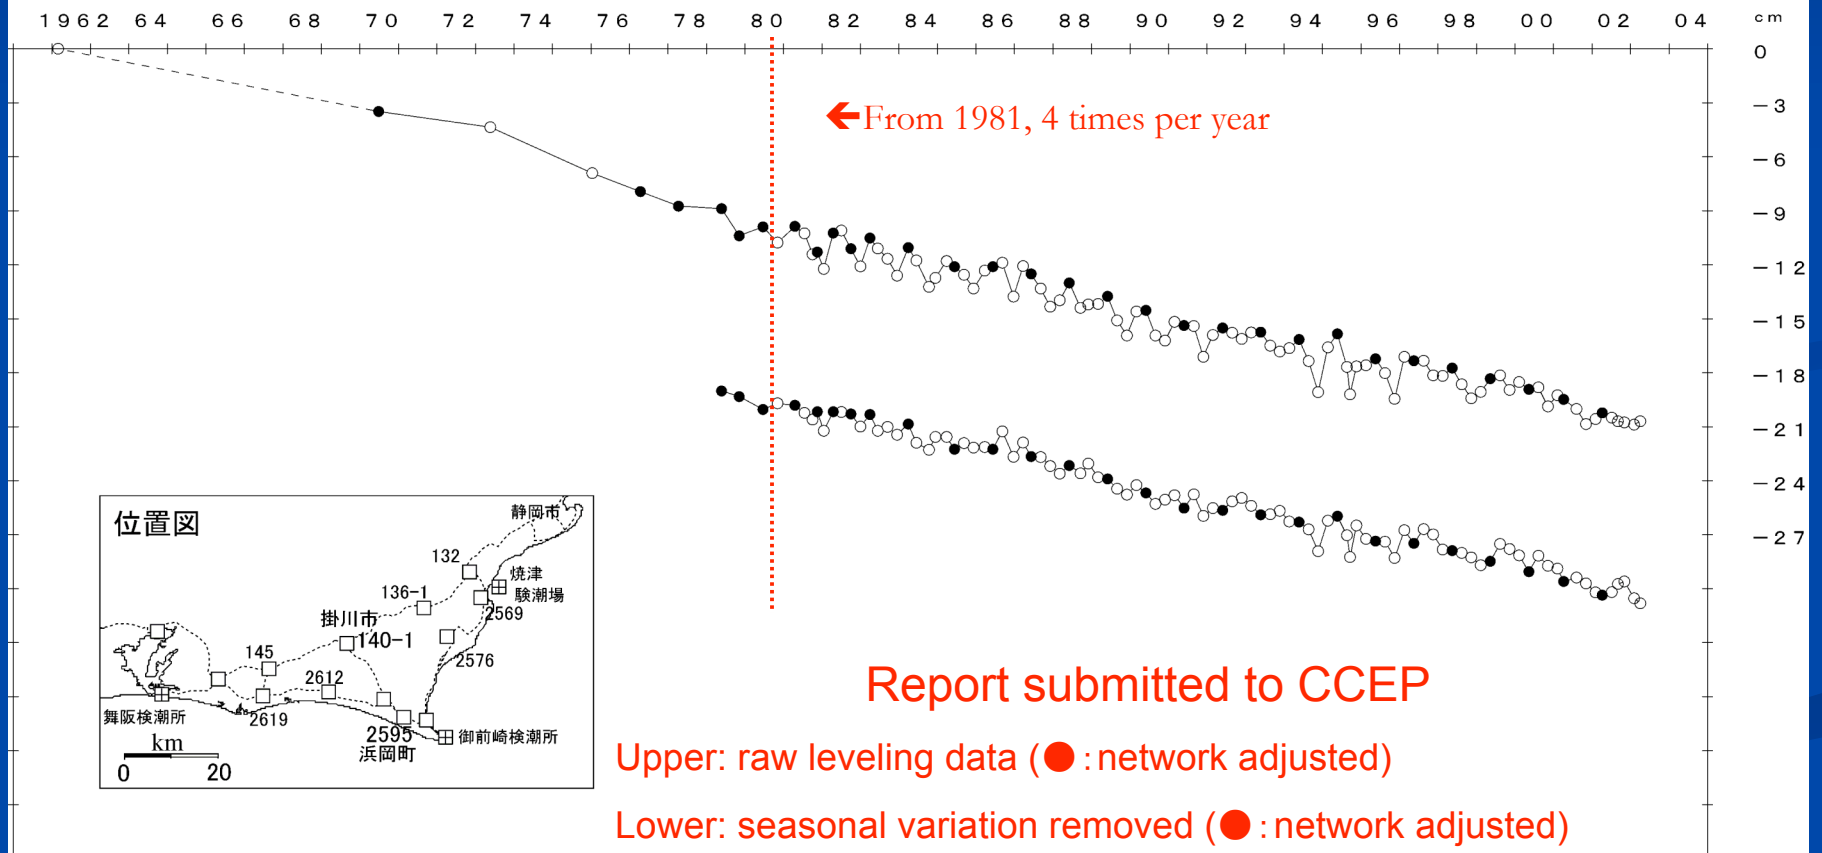 1962 64 66 70 72 76 78 80 82 84 86 88 90 92 94 96 98 00 02 04 cm
0
←From 1981, 4 times per year
-3
-6
-9
-12
-15
-18
-21
-24
-27
位置図
静岡市
132
焼津
験潮場
136-1
2569
掛川市
140-1
145
2576
2612
舞阪検潮所
2619
2595
御前崎検潮所
浜岡町
km
0 20
Report submitted to CCEP
Upper: raw leveling data (●:network adjusted)
Lower: seasonal variation removed (●:network adjusted)